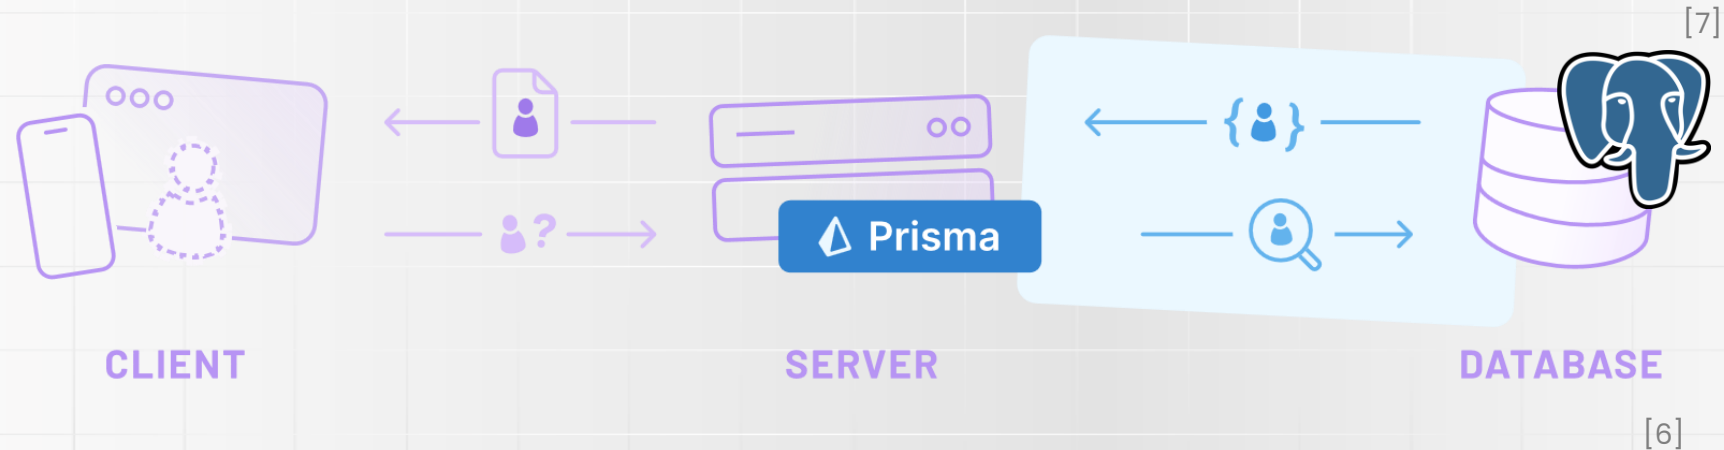 [7]
?
{ }
Prisma
CLIENT
SERVER
DATABASE
[6]